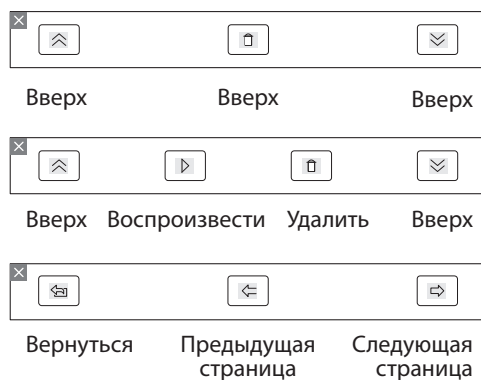 Вверх Вверх Вверх
Вверх Воспроизвести Удалить Вверх
Вернуться Предыдущая Следующая
страница страница